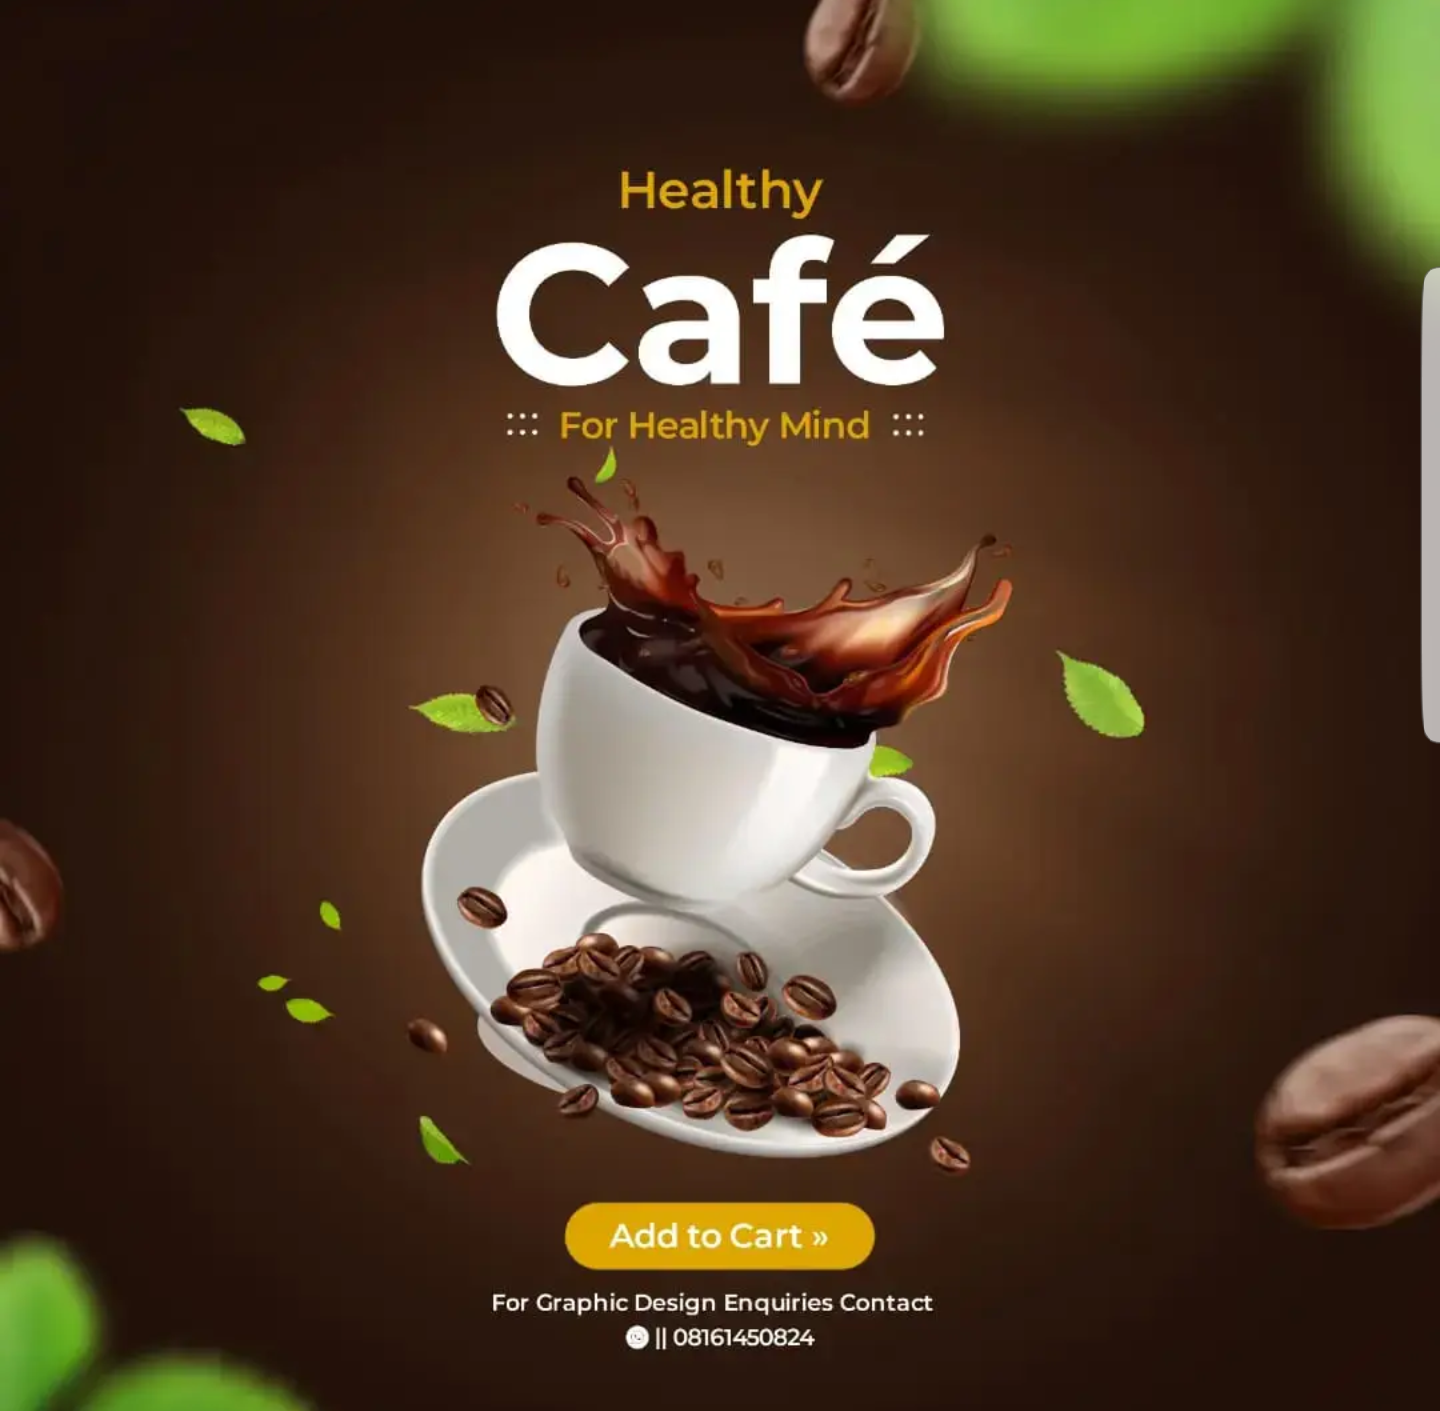 Healthy
Café
For Healthy Mind
Add to Cart »
For Graphic Design Enquiries Contact
|| 08161450824